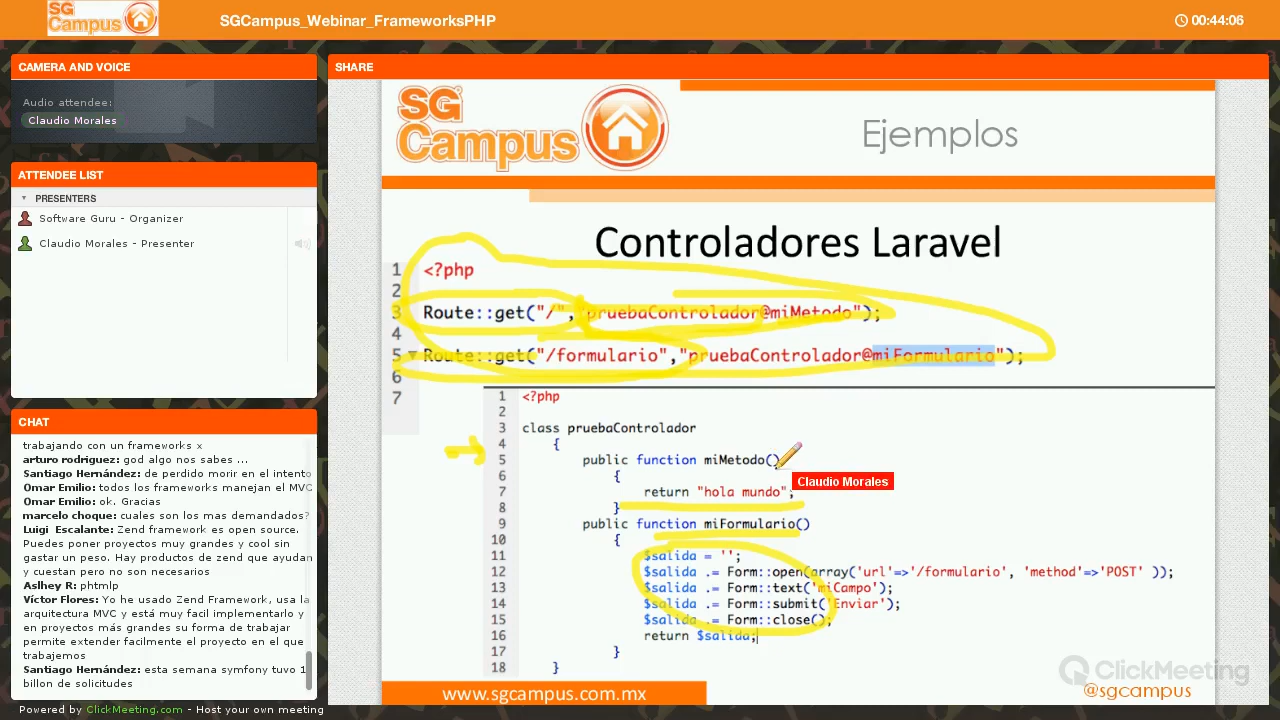 SG
Campus
SGCampus_Webinar_FrameworksPHP
00:44:06
CAMERA AND VOICE
Audio attendee:
Claudio Morales
ATTENDEE LIST
PRESENTERS
Software Guru - Organizer
Claudio Morales - Presenter
CHAT
trabajando con un frameworks x
arturo rodriguez: god algo nos sabes ...
Santiago Hernández: de perdido morir en el intento
Omar Emilio: todos los frameworks manejan el MVC
Omar Emilio: ok. Gracias
marcelo choque: cuales son los mas demandados?
Luigi Escalante: Zend framework es open source.
Puedes poner proyectos muy grandes y cool sin
gastar un peso. Hay productos de zend que ayudan
y cuestan pero no son necesarios
Aslhey R: phtmlp
Víctor Flores: Yo he usado Zend Framework, usa la
arquitectura MVC y está muy facil implementarlo y
en proyectos más grandes su forma de trabajar
permite extender facilmente el proyecto en el que
trabajemos
Santiago Hernández: esta semana symfony tuvo 1
billon de solicitudes
Powered by ClickMeeting.com - Host your own meeting
SHARE
SG
Campus
Ejemplos
Controladores Laravel
1 <?php
2
3 Route::get("/","pruebaControlador@miMetodo");
4
5 Route::get("/formulario","pruebaControlador@miFormulario");
6
7
1 <?php
2
3 class pruebaControlador
4 {
5 public function miMetodo()
6 {
7 return "hola mundo";
8 }
9 public function miFormulario()
10 {
11 $salida = '';
12 $salida .= Form::open(array('url'=>'/formulario', 'method'=>'POST' ));
13 $salida .= Form::text('miCampo');
14 $salida .= Form::submit('Enviar');
15 $salida .= Form::close();
16 return $salida;
17 }
18 }
Claudio Morales
ClickMeeting
www.sgcampus.com.mx
@sgcampus